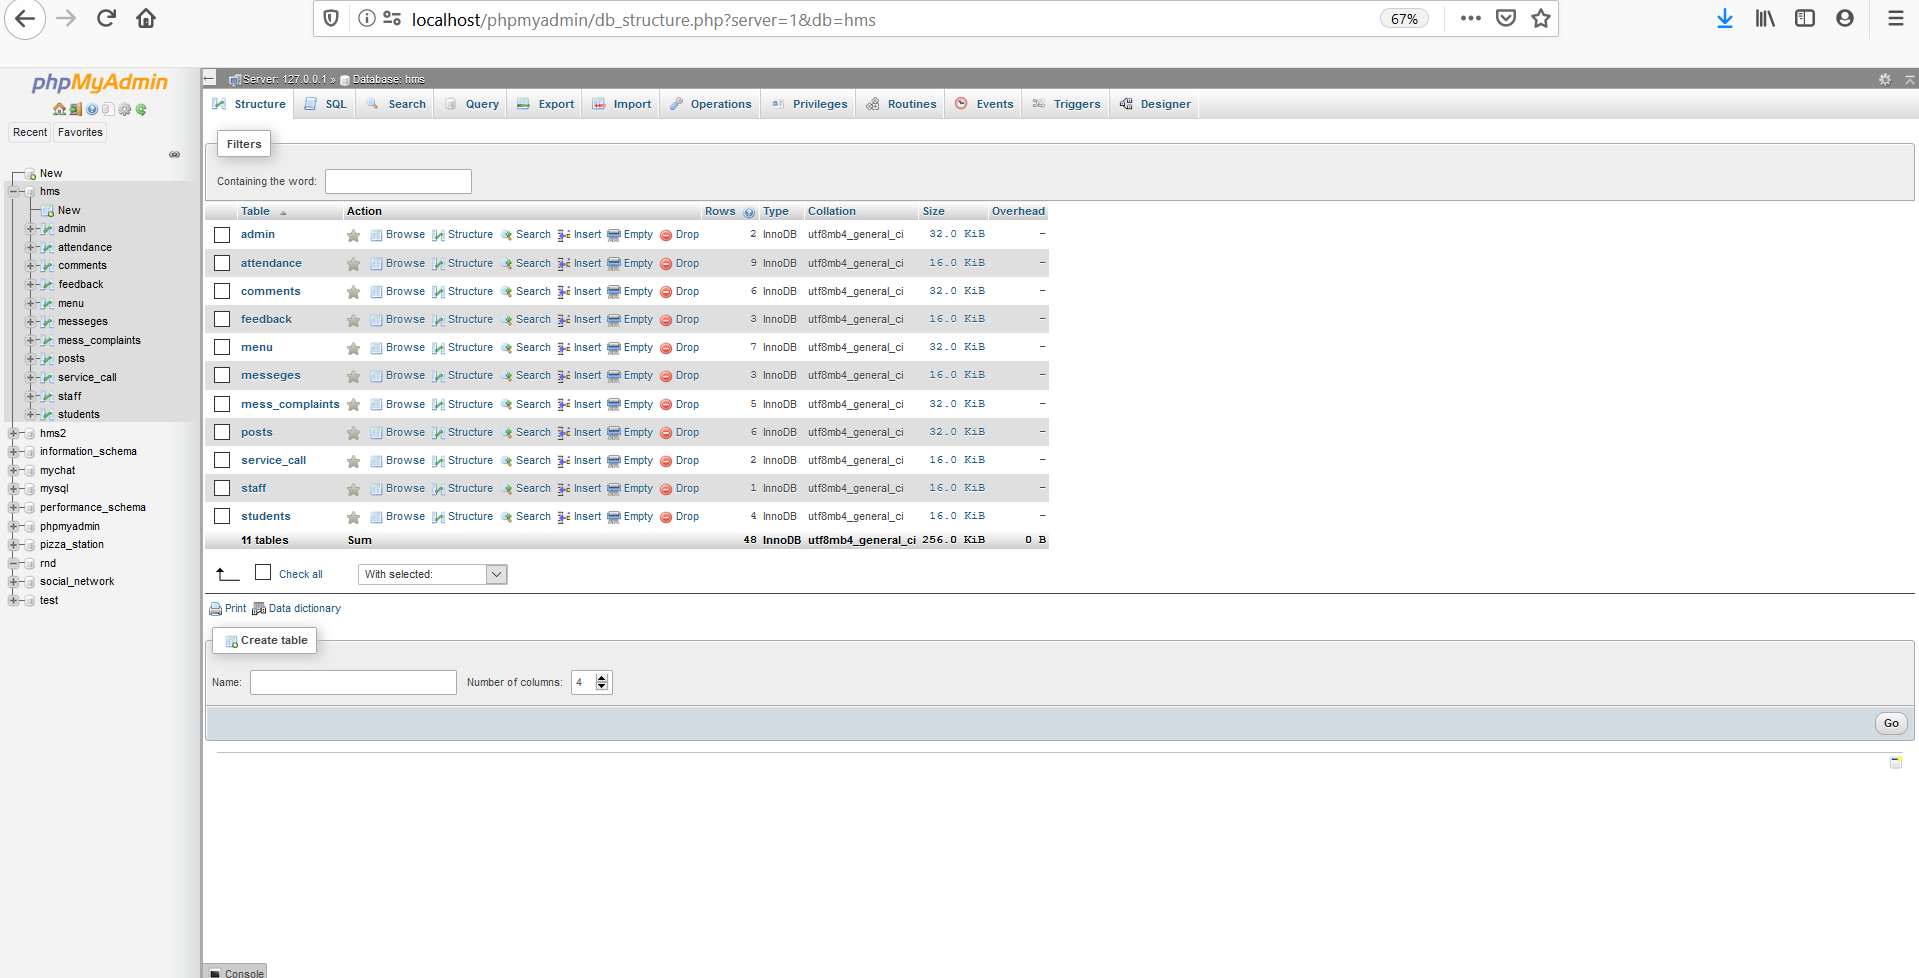 localhost/phpmyadmin/db_structure.php?server=1&db=hms 67%
phpMyAdmin
Recent Favorites
New
hms
New
admin
attendance
comments
feedback
menu
messeges
mess_complaints
posts
service_call
staff
students
hms2
information_schema
mychat
mysql
performance_schema
phpmyadmin
pizza_station
rnd
social_network
test
Server: 127.0.0.1 » Database: hms
Structure SQL Search Query Export Import Operations Privileges Routines Events Triggers Designer
Filters
Containing the word:
Table Action Rows Type Collation Size Overhead
admin Browse Structure Search Insert Empty Drop 2 InnoDB utf8mb4_general_ci 32.0 KiB -
attendance Browse Structure Search Insert Empty Drop 9 InnoDB utf8mb4_general_ci 16.0 KiB -
comments Browse Structure Search Insert Empty Drop 6 InnoDB utf8mb4_general_ci 32.0 KiB -
feedback Browse Structure Search Insert Empty Drop 3 InnoDB utf8mb4_general_ci 16.0 KiB -
menu Browse Structure Search Insert Empty Drop 7 InnoDB utf8mb4_general_ci 32.0 KiB -
messeges Browse Structure Search Insert Empty Drop 3 InnoDB utf8mb4_general_ci 16.0 KiB -
mess_complaints Browse Structure Search Insert Empty Drop 5 InnoDB utf8mb4_general_ci 32.0 KiB -
posts Browse Structure Search Insert Empty Drop 6 InnoDB utf8mb4_general_ci 32.0 KiB -
service_call Browse Structure Search Insert Empty Drop 2 InnoDB utf8mb4_general_ci 16.0 KiB -
staff Browse Structure Search Insert Empty Drop 1 InnoDB utf8mb4_general_ci 16.0 KiB -
students Browse Structure Search Insert Empty Drop 4 InnoDB utf8mb4_general_ci 16.0 KiB -
11 tables Sum 48 InnoDB utf8mb4_general_ci 256.0 KiB 0 B
Check all With selected:
Print Data dictionary
Create table
Name: Number of columns: 4
Go
Console